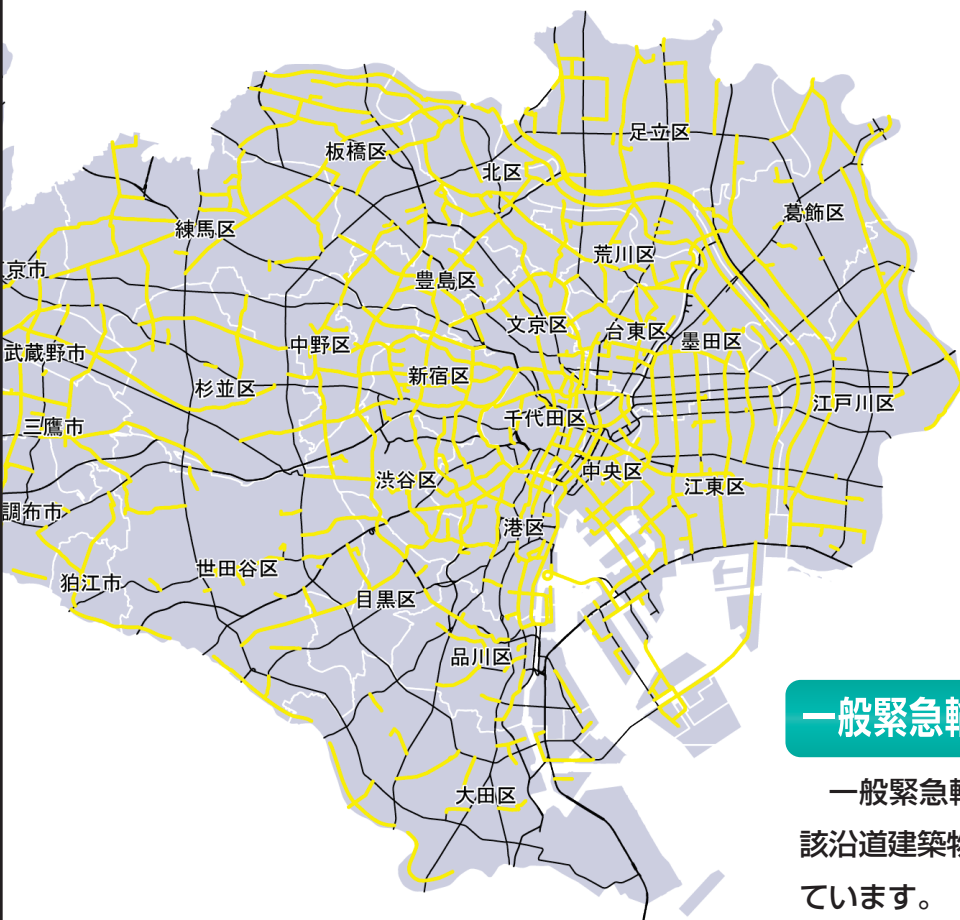 足立区
板橋区
北区
葛飾区
練馬区
荒川区
京市
豊島区
文京区
台東区
墨田区
武蔵野市
中野区
新宿区
杉並区
江戸川区
千代田区
三鷹市
中央区
渋谷区
江東区
調布市
港区
世田谷区
狛江市
目黒区
品川区
大田区
一般緊急輸
一般緊急輸
該沿道建築物
ています。